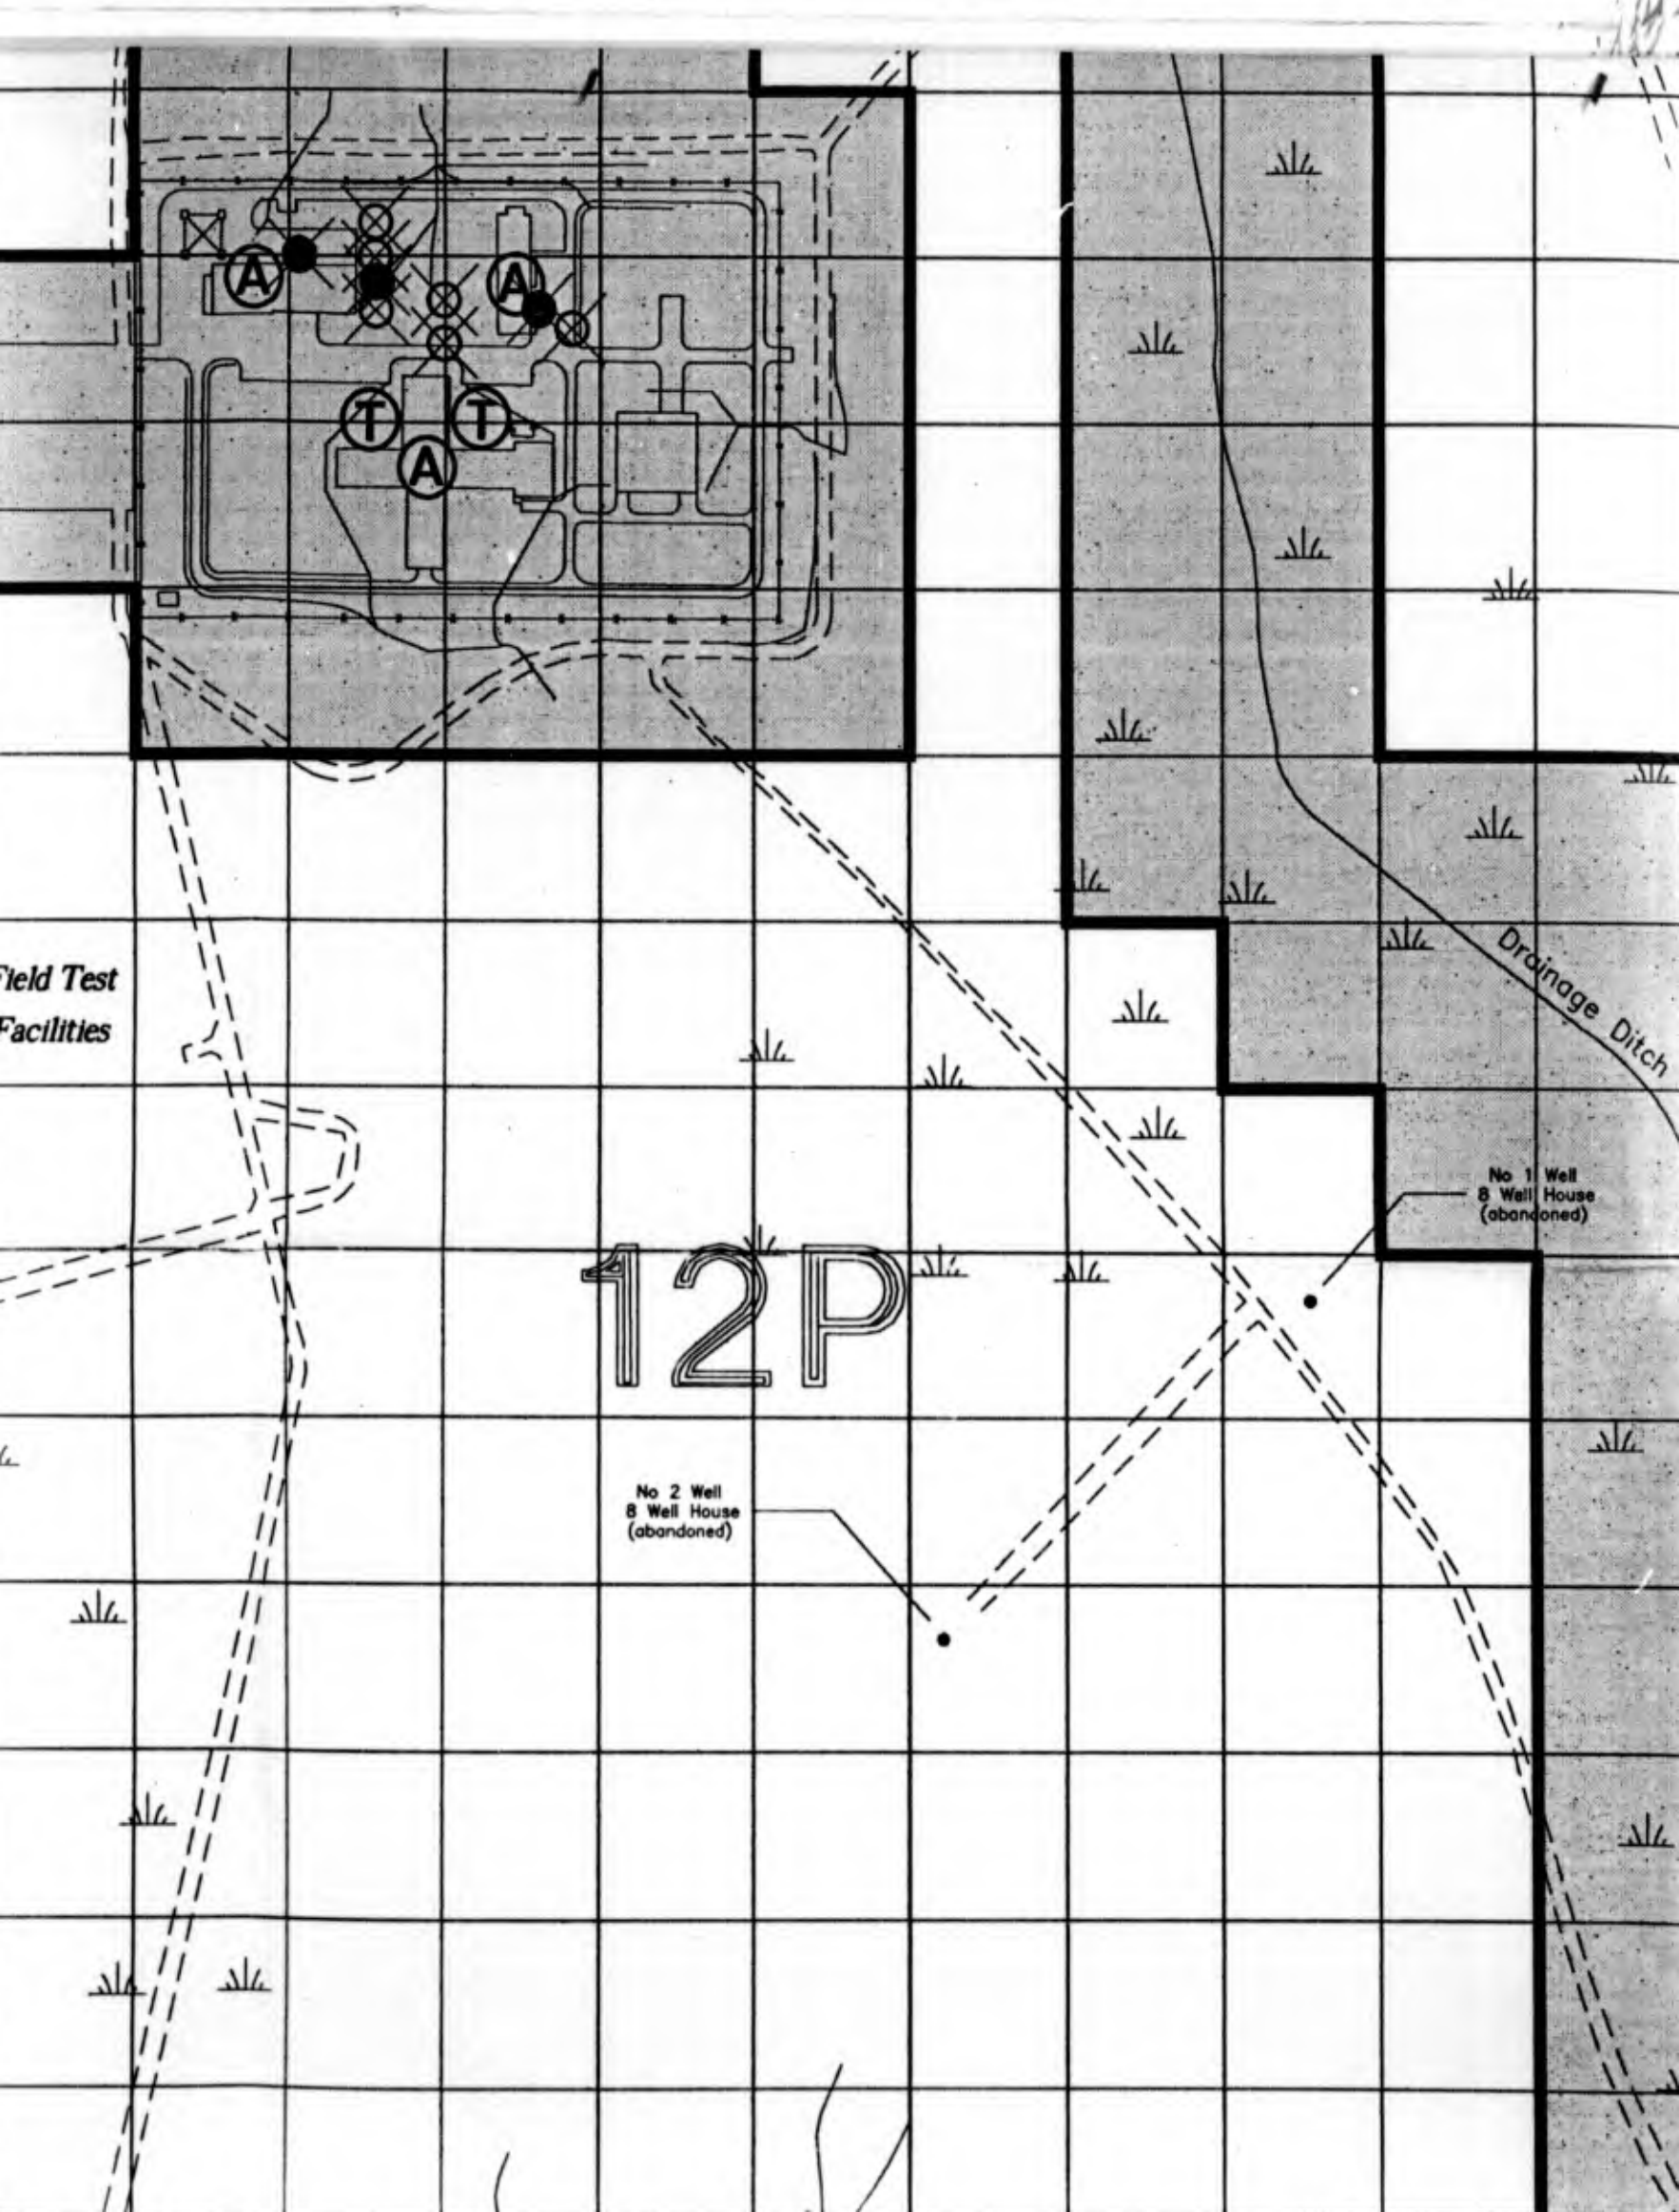 A
A
T
T
A
Field Test
Facilities
Drainage Ditch
No 1 Well
8 Well House
(abandoned)
12P
No 2 Well
8 Well House
(abandoned)